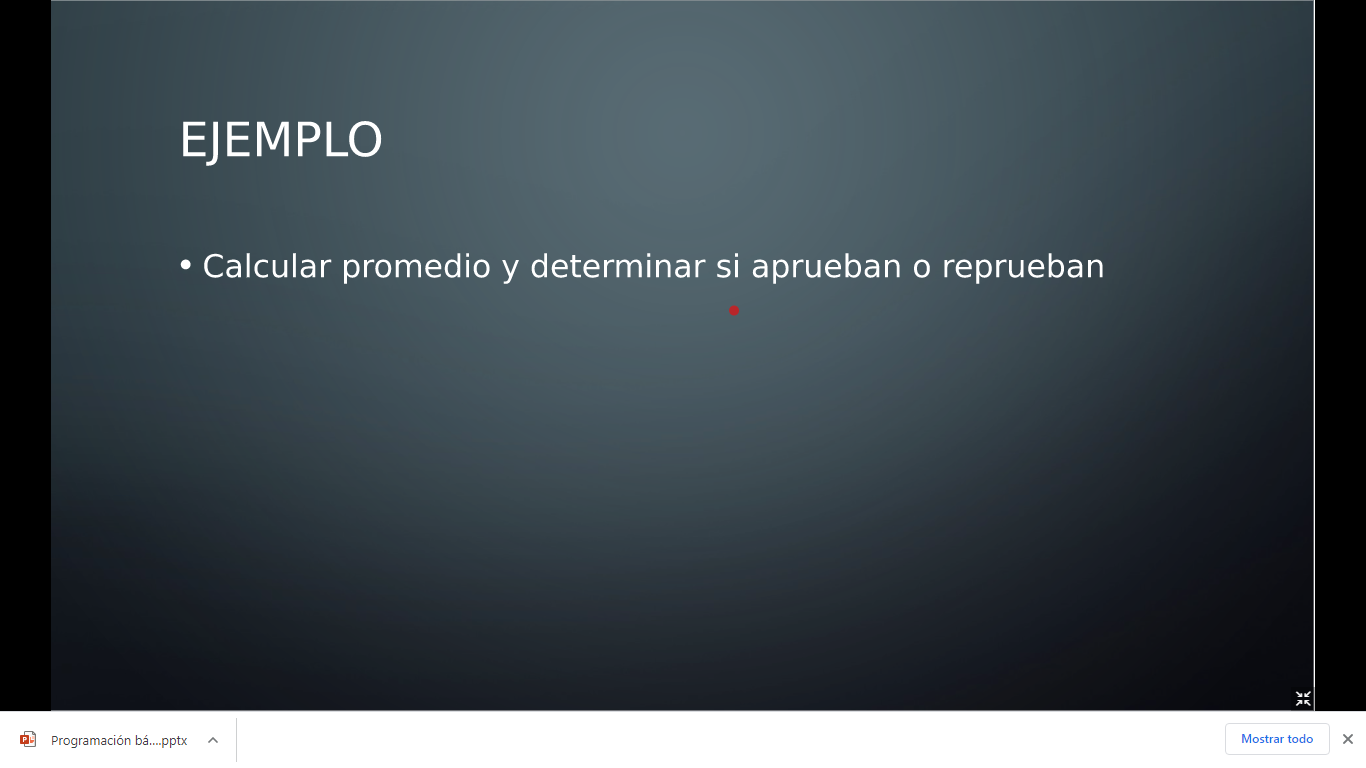 EJEMPLO
• Calcular promedio y determinar si aprueban o reprueban
Programación bá....pptx
Mostrar todo